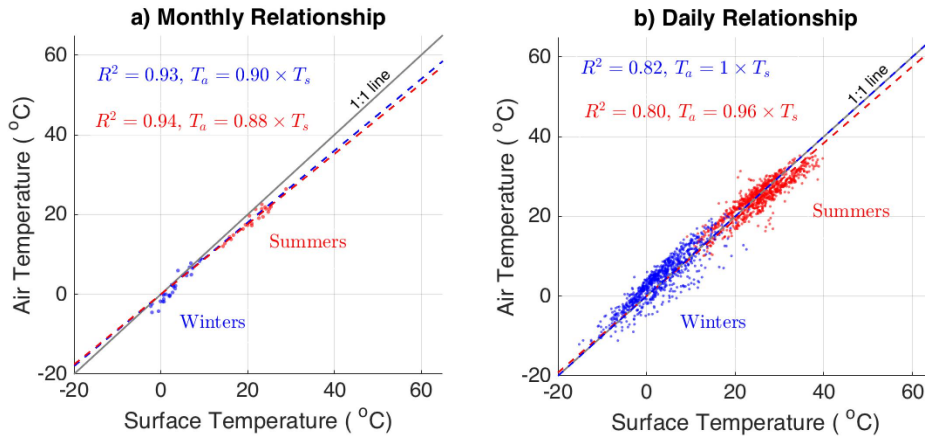 a) Monthly Relationship
60
40
20
0
-20
-20
0
20
40
60
Air Temperature ( °C)
Surface Temperature ( °C)
R² = 0.93, Tₐ = 0.90 × Tₛ
R² = 0.94, Tₐ = 0.88 × Tₛ
1:1 line
Summers
Winters
b) Daily Relationship
60
40
20
0
-20
-20
0
20
40
60
Air Temperature ( °C)
Surface Temperature ( °C)
R² = 0.82, Tₐ = 1 × Tₛ
R² = 0.80, Tₐ = 0.96 × Tₛ
1:1 line
Summers
Winters